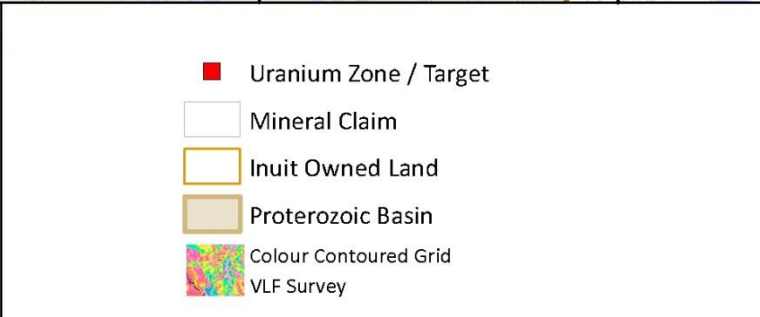 Uranium Zone / Target
Mineral Claim
Inuit Owned Land
Proterozoic Basin
Colour Contoured Grid
VLF Survey